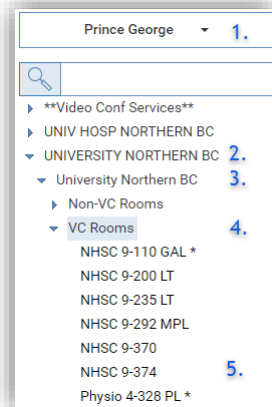 Prince George 1.
**Video Conf Services**
UNIV HOSP NORTHERN BC
UNIVERSITY NORTHERN BC 2.
University Northern BC 3.
Non-VC Rooms
VC Rooms 4.
NHSC 9-110 GAL *
NHSC 9-200 LT
NHSC 9-235 LT
NHSC 9-292 MPL
NHSC 9-370
NHSC 9-374 5.
Physio 4-328 PL *